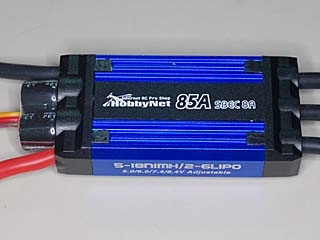 Internet RC Pro Shop
HobbyNet 85A SBEC 8A
5-18NiMH/2-6LiPO
5.0/6.0/7.4/8.4V Adjustable